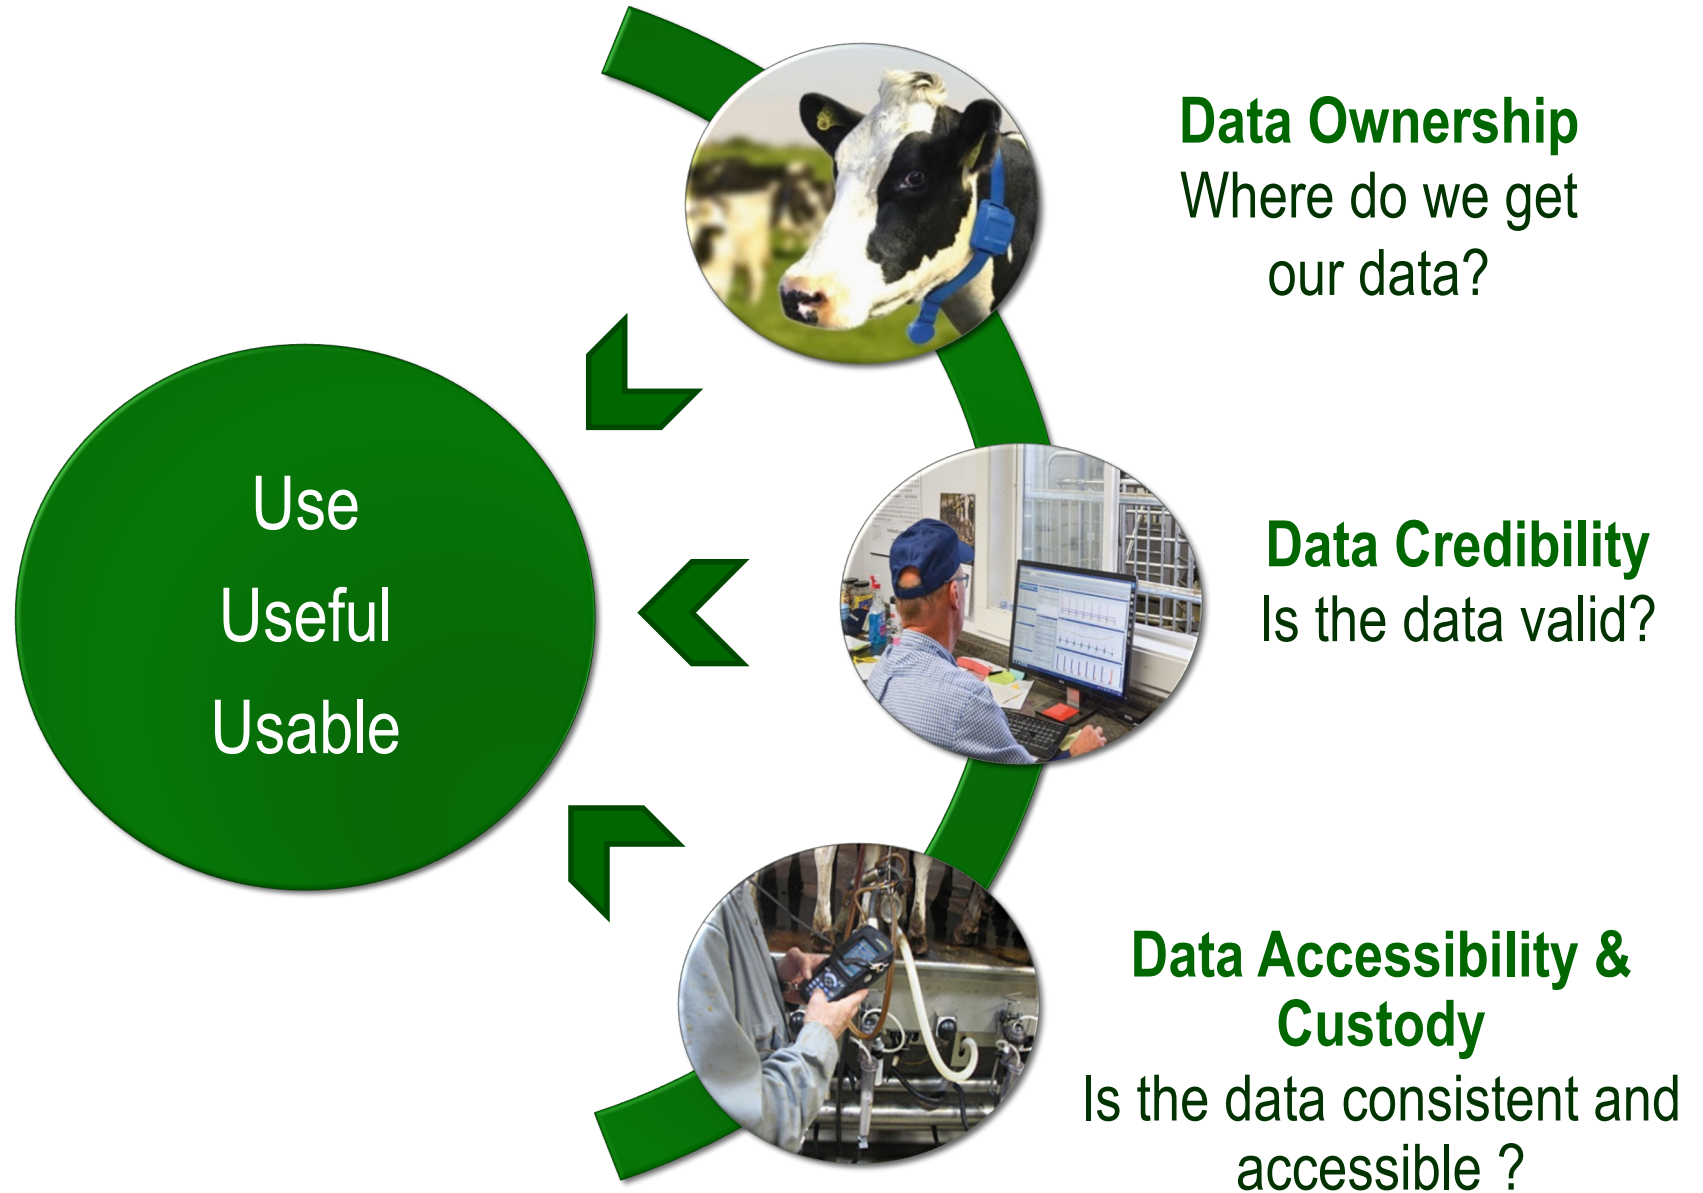 Data Ownership
Where do we get
our data?
Use
Useful
Usable
Data Credibility
Is the data valid?
Data Accessibility &
Custody
Is the data consistent and
accessible ?